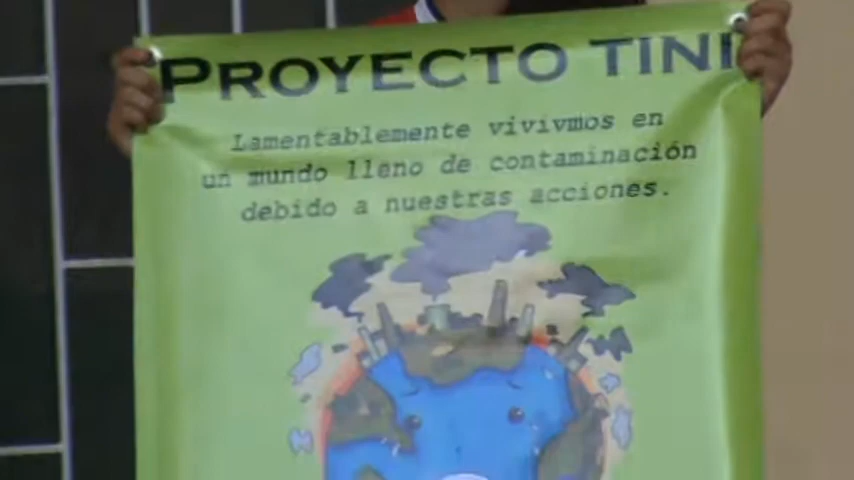 PROYECTO TINI
Lamentablemente vivivmos en
un mundo lleno de contaminación
debido a nuestras acciones.